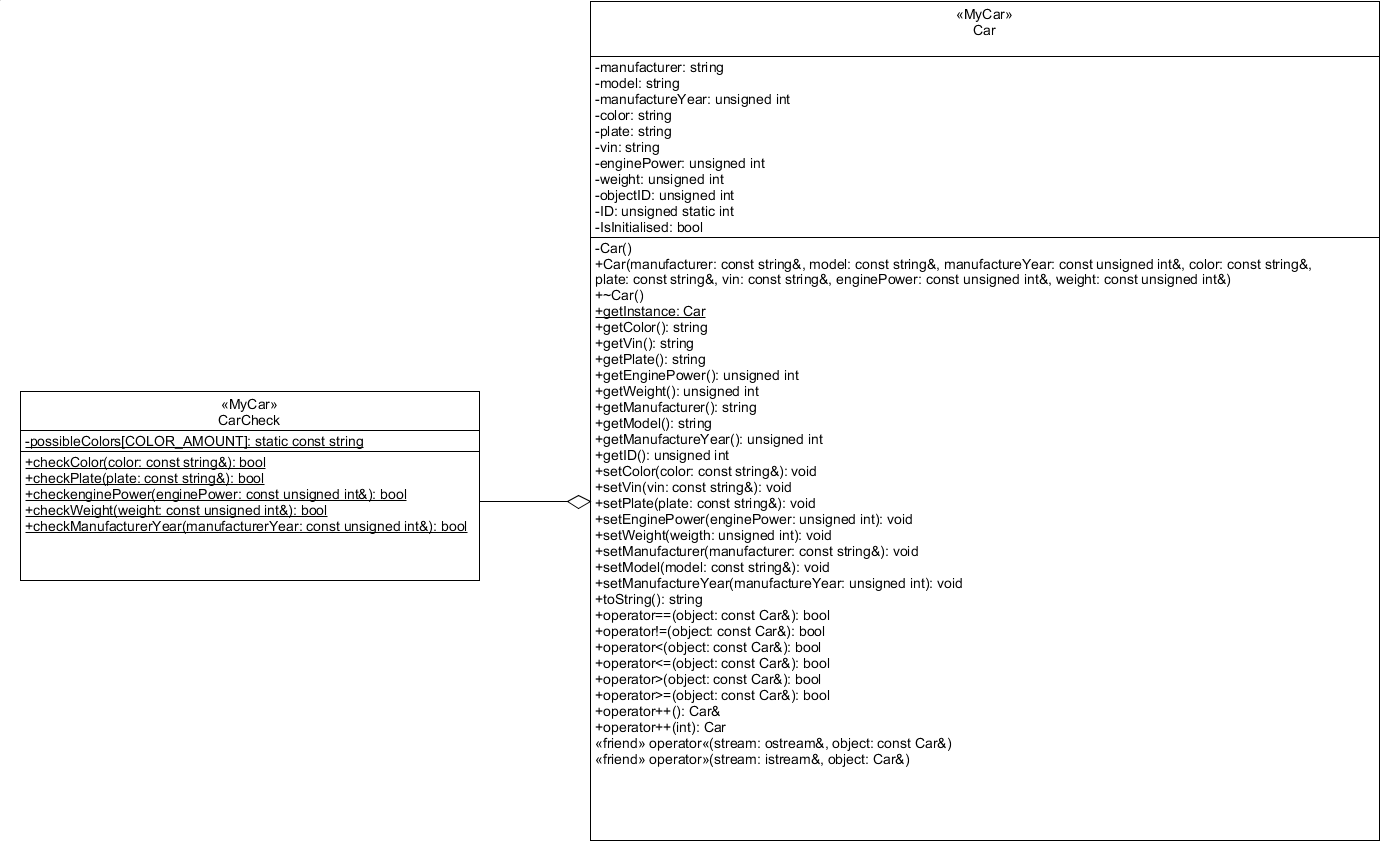 «MyCar»
CarCheck
-possibleColors[COLOR_AMOUNT]: static const string
+checkColor(color: const string&): bool
+checkPlate(plate: const string&): bool
+checkenginePower(enginePower: const unsigned int&): bool
+checkWeight(weight: const unsigned int&): bool
+checkManufacturerYear(manufacturerYear: const unsigned int&): bool
«MyCar»
Car
-manufacturer: string
-model: string
-manufactureYear: unsigned int
-color: string
-plate: string
-vin: string
-enginePower: unsigned int
-weight: unsigned int
-objectID: unsigned int
-ID: unsigned static int
-IsInitialised: bool
-Car()
+Car(manufacturer: const string&, model: const string&, manufactureYear: const unsigned int&, color: const string&,
plate: const string&, vin: const string&, enginePower: const unsigned int&, weight: const unsigned int&)
+~Car()
+getInstance: Car
+getColor(): string
+getVin(): string
+getPlate(): string
+getEnginePower(): unsigned int
+getWeight(): unsigned int
+getManufacturer(): string
+getModel(): string
+getManufactureYear(): unsigned int
+getID(): unsigned int
+setColor(color: const string&): void
+setVin(vin: const string&): void
+setPlate(plate: const string&): void
+setEnginePower(enginePower: unsigned int): void
+setWeight(weigth: unsigned int): void
+setManufacturer(manufacturer: const string&): void
+setModel(model: const string&): void
+setManufactureYear(manufactureYear: unsigned int): void
+toString(): string
+operator==(object: const Car&): bool
+operator!=(object: const Car&): bool
+operator<(object: const Car&): bool
+operator<=(object: const Car&): bool
+operator>(object: const Car&): bool
+operator>=(object: const Car&): bool
+operator++(): Car&
+operator++(int): Car
«friend» operator«(stream: ostream&, object: const Car&)
«friend» operator»(stream: istream&, object: Car&)